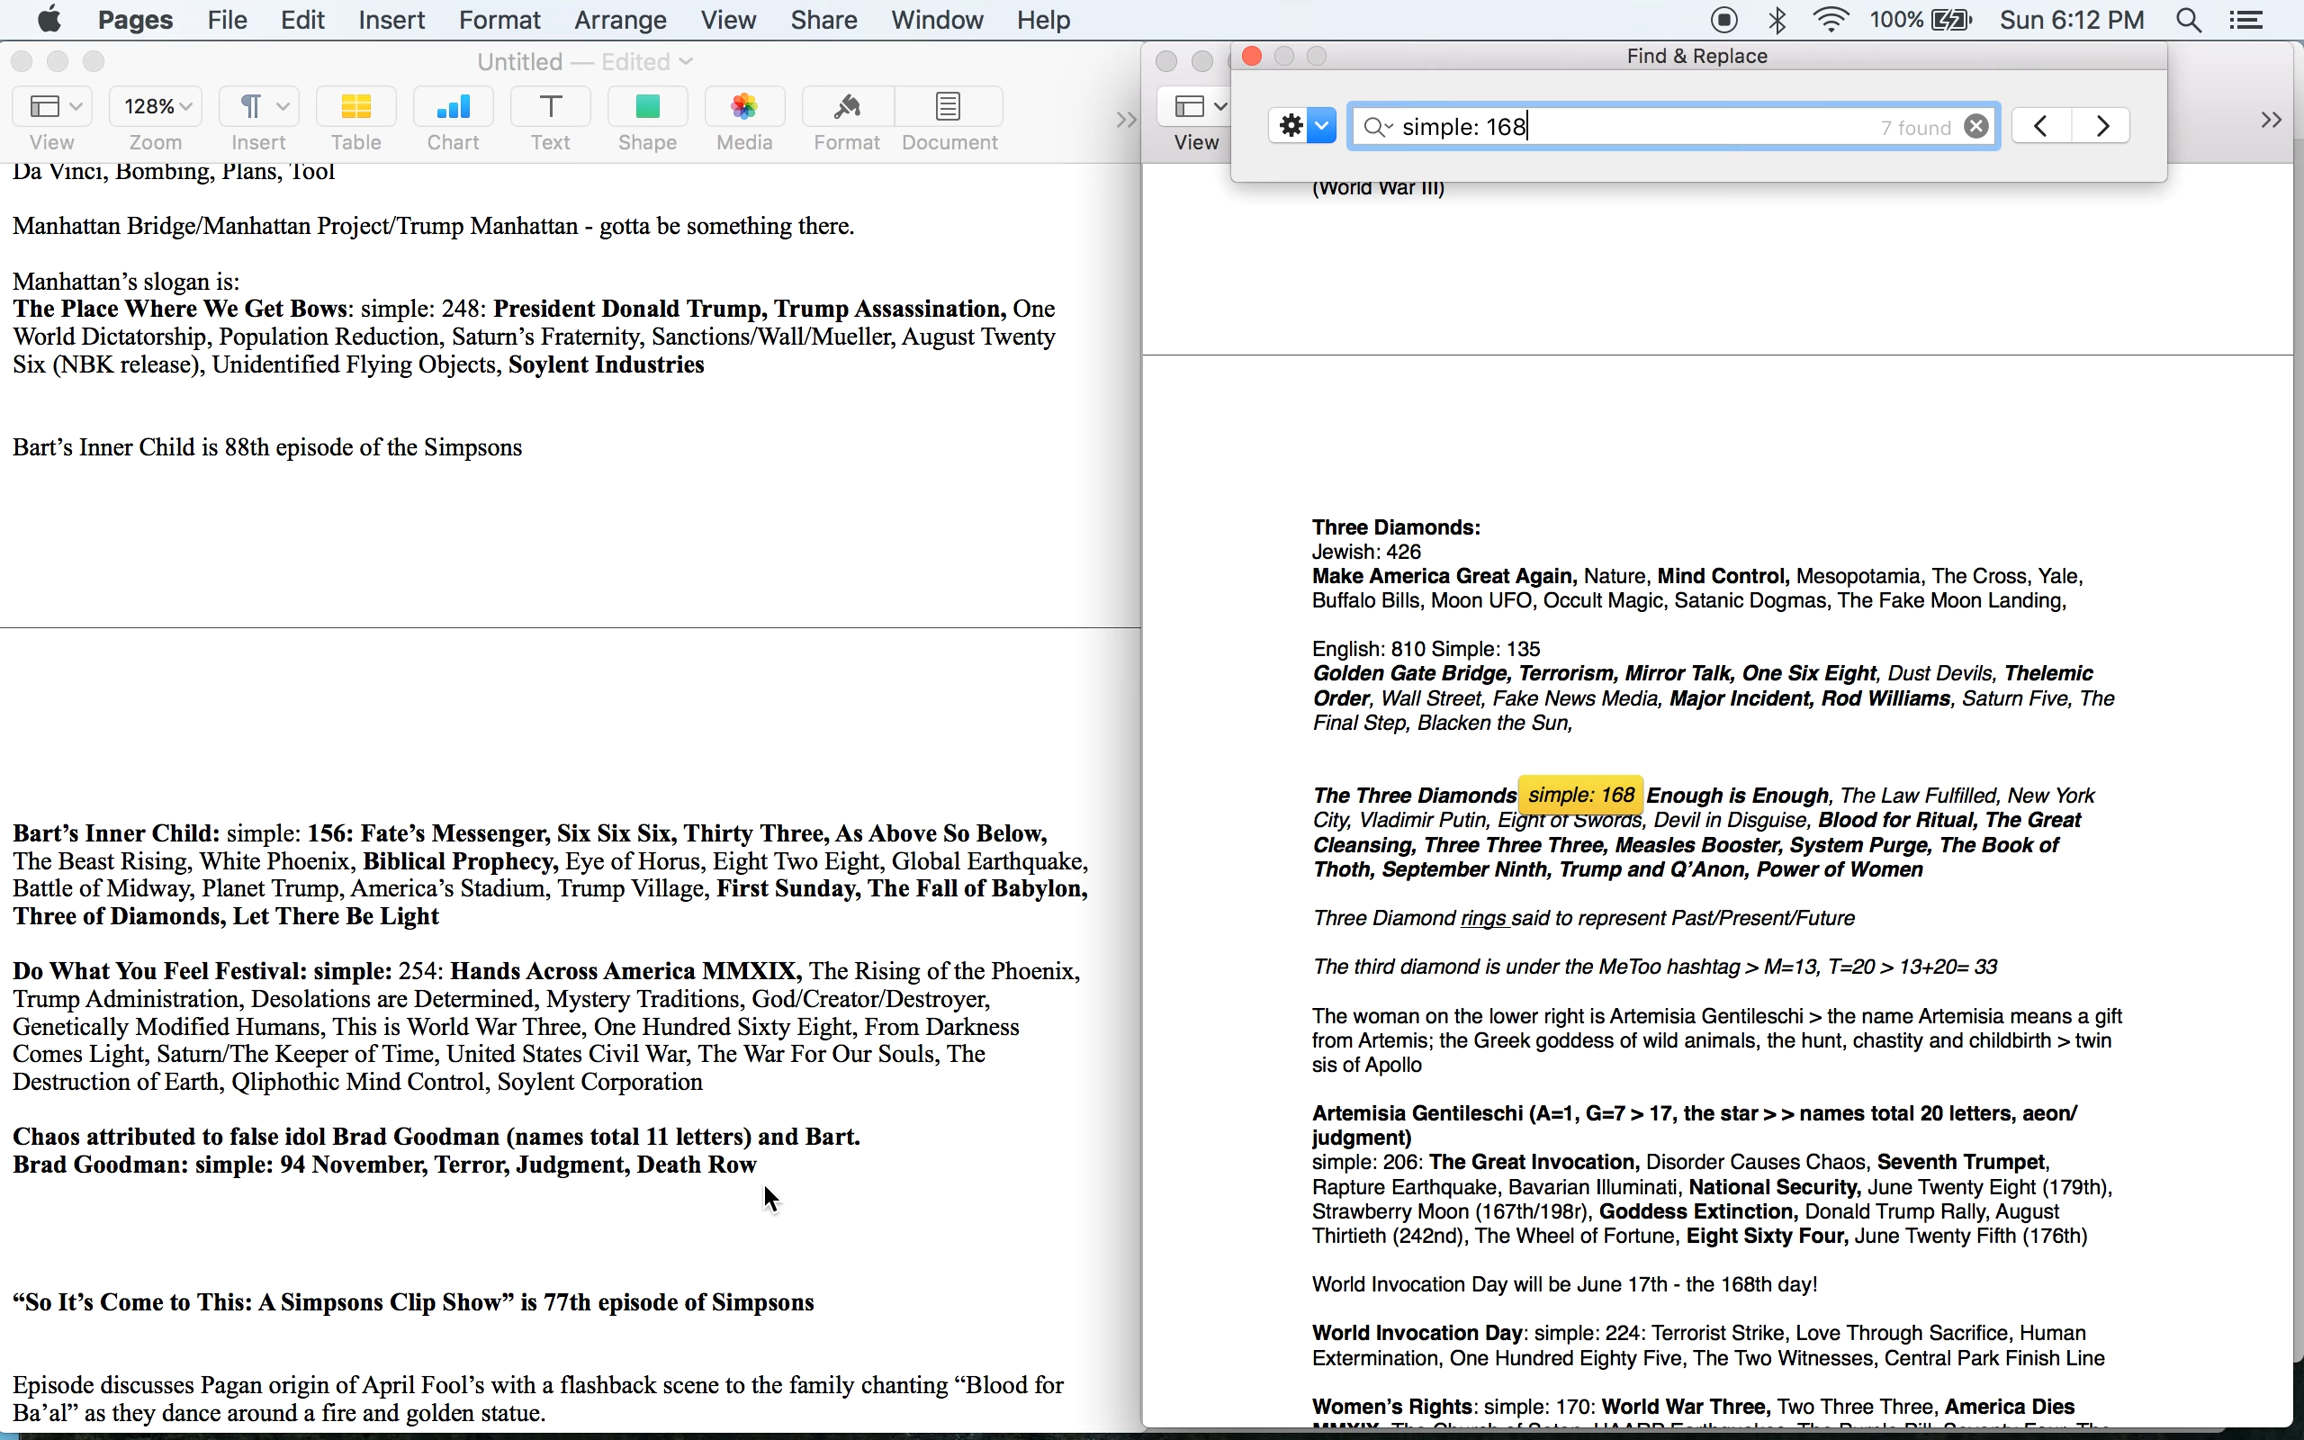 Pages File Edit Insert Format Arrange View Share Window Help 100% Sun 6:12 PM
Untitled — Edited
128%
View Zoom Insert Table Chart Text Shape Media Format Document
Da Vinci, Bombing, Plans, Tool
Manhattan Bridge/Manhattan Project/Trump Manhattan - gotta be something there.
Manhattan’s slogan is:
The Place Where We Get Bows: simple: 248: President Donald Trump, Trump Assassination, One
World Dictatorship, Population Reduction, Saturn’s Fraternity, Sanctions/Wall/Mueller, August Twenty
Six (NBK release), Unidentified Flying Objects, Soylent Industries
Bart’s Inner Child is 88th episode of the Simpsons
Bart’s Inner Child: simple: 156: Fate’s Messenger, Six Six Six, Thirty Three, As Above So Below,
The Beast Rising, White Phoenix, Biblical Prophecy, Eye of Horus, Eight Two Eight, Global Earthquake,
Battle of Midway, Planet Trump, America’s Stadium, Trump Village, First Sunday, The Fall of Babylon,
Three of Diamonds, Let There Be Light
Do What You Feel Festival: simple: 254: Hands Across America MMXIX, The Rising of the Phoenix,
Trump Administration, Desolations are Determined, Mystery Traditions, God/Creator/Destroyer,
Genetically Modified Humans, This is World War Three, One Hundred Sixty Eight, From Darkness
Comes Light, Saturn/The Keeper of Time, United States Civil War, The War For Our Souls, The
Destruction of Earth, Qliphothic Mind Control, Soylent Corporation
Chaos attributed to false idol Brad Goodman (names total 11 letters) and Bart.
Brad Goodman: simple: 94 November, Terror, Judgment, Death Row
“So It’s Come to This: A Simpsons Clip Show” is 77th episode of Simpsons
Episode discusses Pagan origin of April Fool’s with a flashback scene to the family chanting “Blood for
Ba’al” as they dance around a fire and golden statue.
Find & Replace
simple: 168 7 found
View
(World War III)
Three Diamonds:
Jewish: 426
Make America Great Again, Nature, Mind Control, Mesopotamia, The Cross, Yale,
Buffalo Bills, Moon UFO, Occult Magic, Satanic Dogmas, The Fake Moon Landing,
English: 810 Simple: 135
Golden Gate Bridge, Terrorism, Mirror Talk, One Six Eight, Dust Devils, Thelemic
Order, Wall Street, Fake News Media, Major Incident, Rod Williams, Saturn Five, The
Final Step, Blacken the Sun,
The Three Diamonds simple: 168 Enough is Enough, The Law Fulfilled, New York
City, Vladimir Putin, Eight of Swords, Devil in Disguise, Blood for Ritual, The Great
Cleansing, Three Three Three, Measles Booster, System Purge, The Book of
Thoth, September Ninth, Trump and Q’Anon, Power of Women
Three Diamond rings said to represent Past/Present/Future
The third diamond is under the MeToo hashtag > M=13, T=20 > 13+20= 33
The woman on the lower right is Artemisia Gentileschi > the name Artemisia means a gift
from Artemis; the Greek goddess of wild animals, the hunt, chastity and childbirth > twin
sis of Apollo
Artemisia Gentileschi (A=1, G=7 > 17, the star > > names total 20 letters, aeon/
judgment)
simple: 206: The Great Invocation, Disorder Causes Chaos, Seventh Trumpet,
Rapture Earthquake, Bavarian Illuminati, National Security, June Twenty Eight (179th),
Strawberry Moon (167th/198r), Goddess Extinction, Donald Trump Rally, August
Thirtieth (242nd), The Wheel of Fortune, Eight Sixty Four, June Twenty Fifth (176th)
World Invocation Day will be June 17th - the 168th day!
World Invocation Day: simple: 224: Terrorist Strike, Love Through Sacrifice, Human
Extermination, One Hundred Eighty Five, The Two Witnesses, Central Park Finish Line
Women’s Rights: simple: 170: World War Three, Two Three Three, America Dies